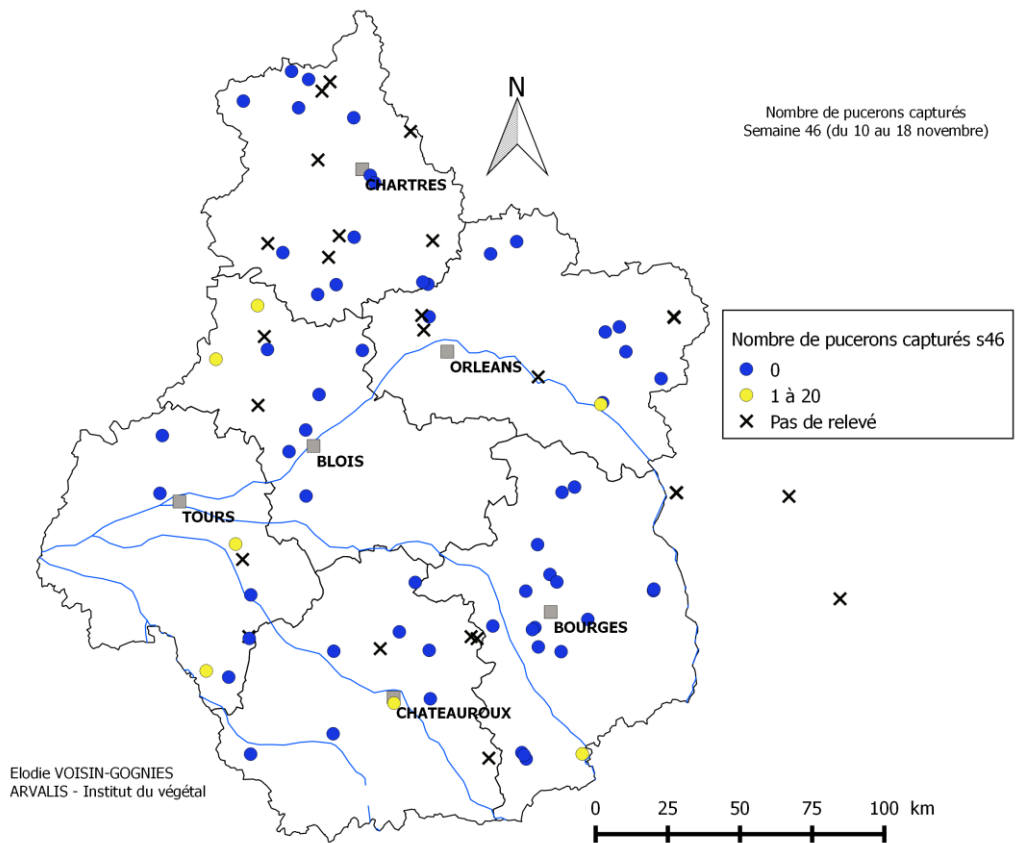 N
Nombre de pucerons capturés
Semaine 46 (du 10 au 18 novembre)
CHARTRES
Nombre de pucerons capturés s46
0
1 à 20
Pas de relevé
ORLEANS
BLOIS
TOURS
BOURGES
CHATEAUROUX
Elodie VOISIN-GOGNIES
ARVALIS - Institut du végétal
0 25 50 75 100 km